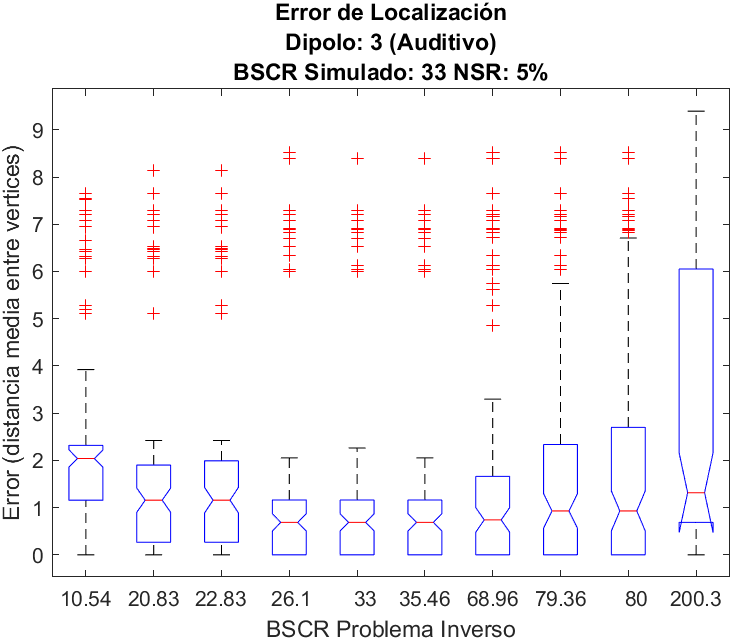 Error de Localización
Dipolo: 3 (Auditivo)
BSCR Simulado: 33 NSR: 5%
Error (distancia media entre vertices)
9
8
7
6
5
4
3
2
1
0
10.54 20.83 22.83 26.1 33 35.46 68.96 79.36 80 200.3
BSCR Problema Inverso